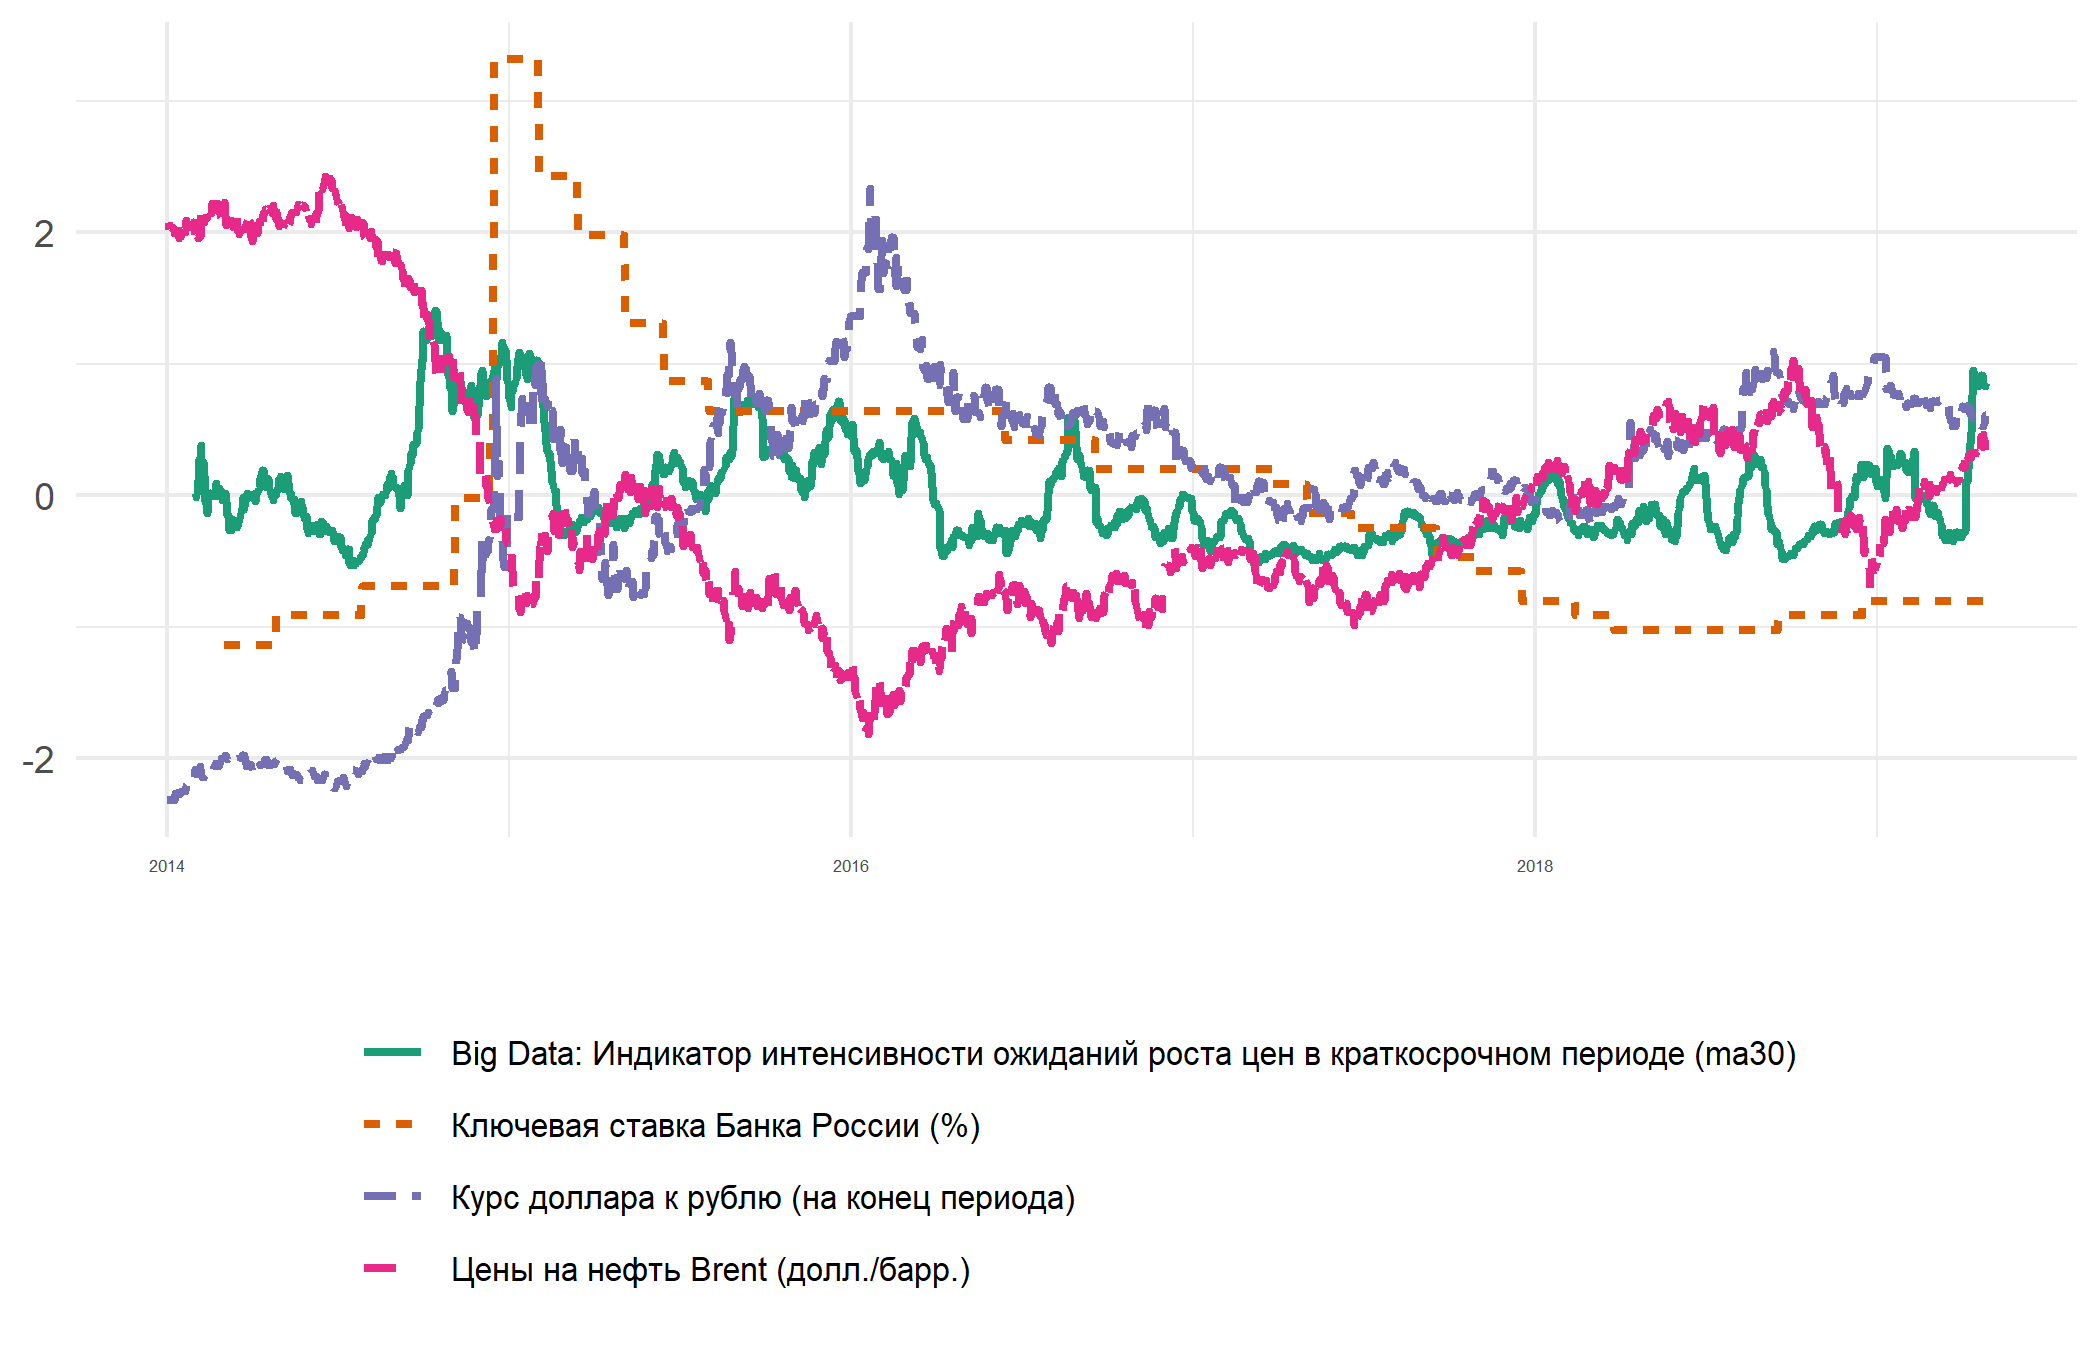 2
0
-2
2014
2016
2018
Big Data: Индикатор интенсивности ожиданий роста цен в краткосрочном периоде (ma30)
Ключевая ставка Банка России (%)
Курс доллара к рублю (на конец периода)
Цены на нефть Brent (долл./барр.)